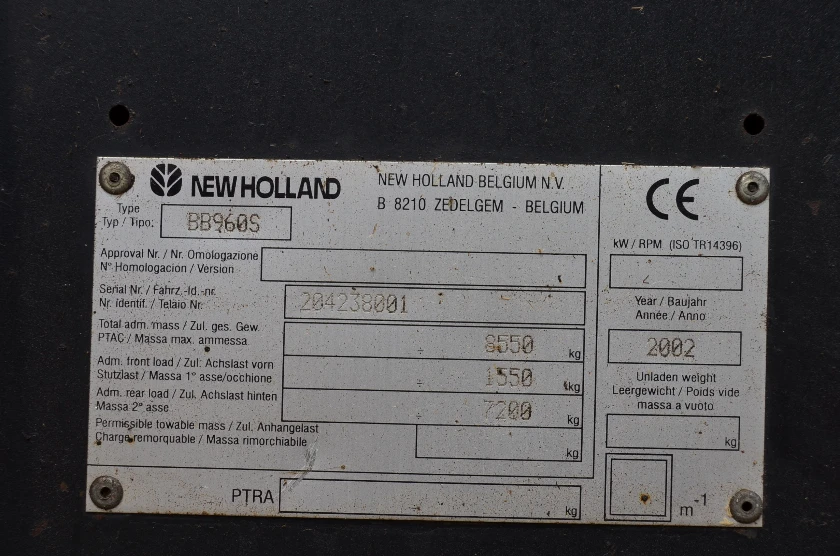 NEW HOLLAND
NEW HOLLAND BELGIUM N.V.
B 8210 ZEDELGEM - BELGIUM
CE
Type
Typ / Tipo:
BB960S
kW / RPM (ISO TR14396)
Approval Nr. / Nr. Omologazione
N° Homologacion / Version
Serial Nr. / Fahrz.-Id.-nr.
Nr. identif. / Telaio Nr.
204238001
Year / Baujahr
Année / Anno
2002
Total adm. mass / Zul. ges. Gew.
PTAC / Massa max. ammessa
÷ 8550 kg
Adm. front load / Zul. Achslast vorn
Stutzlast / Massa 1° asse/occhione
÷ 1550 kg
Adm. rear load / Zul. Achslast hinten
Massa 2° asse
÷ 7200 kg
Unladen weight
Leergewicht / Poids vide
massa a vuoto
kg
Permissible towable mass / Zul. Anhangelast
Charge remorquable / Massa rimorchiabile
kg
PTRA
kg
m-1